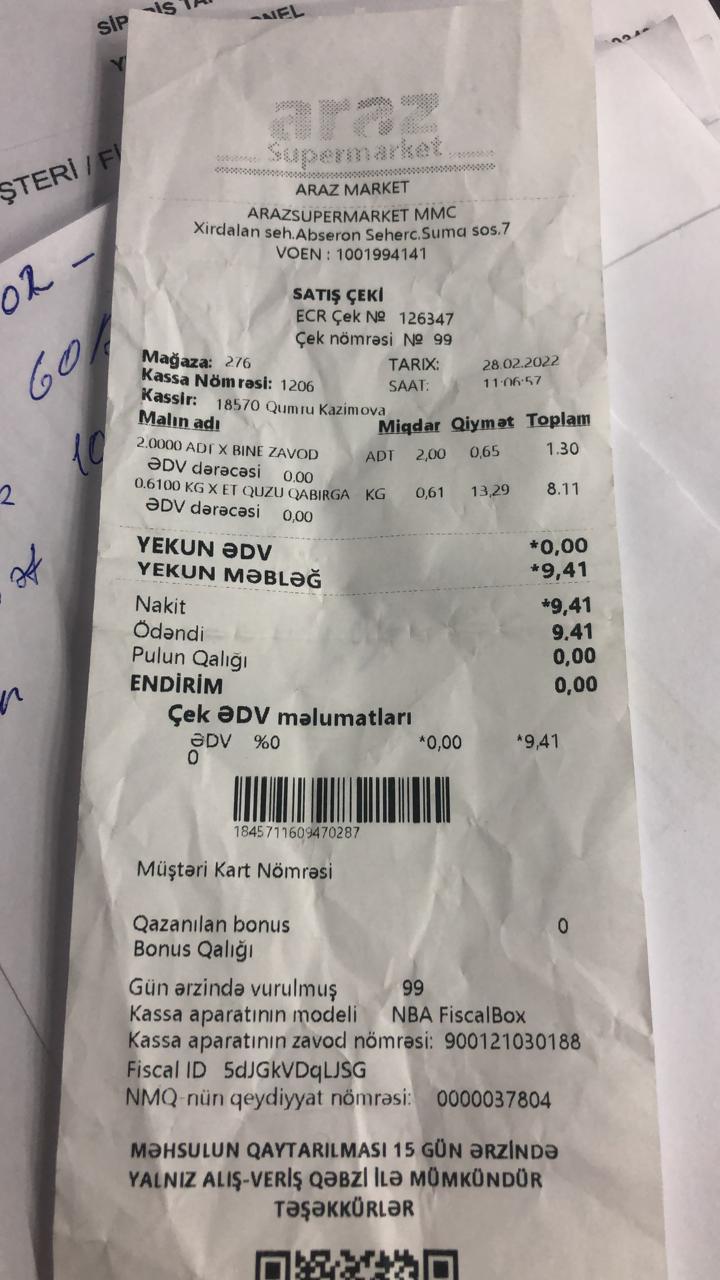 araz
Supermarket
ARAZ MARKET
ARAZSUPERMARKET MMC
Xirdalan seh.Abseron Seherc.Suma sos.7
VOEN : 1001994141
SATIŞ ÇEKİ
ECR Çek № 126347
Çek nömrəsi № 99
Mağaza: 276 TARIX: 28.02.2022
Kassa Nömrəsi: 1206 SAAT: 11:06:57
Kassir: 18570 Qumru Kazimova
Malın adı Miqdar Qiymət Toplam
2.0000 ADT X BINE ZAVOD ADT 2,00 0,65 1.30
ƏDV dərəcəsi 0.00
0.6100 KG X ET QUZU QABIRGA KG 0,61 13,29 8.11
ƏDV dərəcəsi 0,00
YEKUN ƏDV *0,00
YEKUN MƏBLƏĞ *9,41
Nakit *9,41
Ödəndi 9.41
Pulun Qalığı 0,00
ENDİRİM 0,00
Çek ƏDV məlumatları
ƏDV %0 *0,00 *9,41
0
1845711609470287
Müştəri Kart Nömrəsi
Qazanılan bonus 0
Bonus Qalığı
Gün ərzində vurulmuş 99
Kassa aparatının modeli NBA FiscalBox
Kassa aparatının zavod nömrəsi: 900121030188
Fiscal ID 5dJGkVDqLJSG
NMQ-nün qeydiyyat nömrəsi: 0000037804
MƏHSULUN QAYTARILMASI 15 GÜN ƏRZİNDƏ
YALNIZ ALIŞ-VERİŞ QƏBZİ İLƏ MÜMKÜNDÜR
TƏŞƏKKÜRLƏR